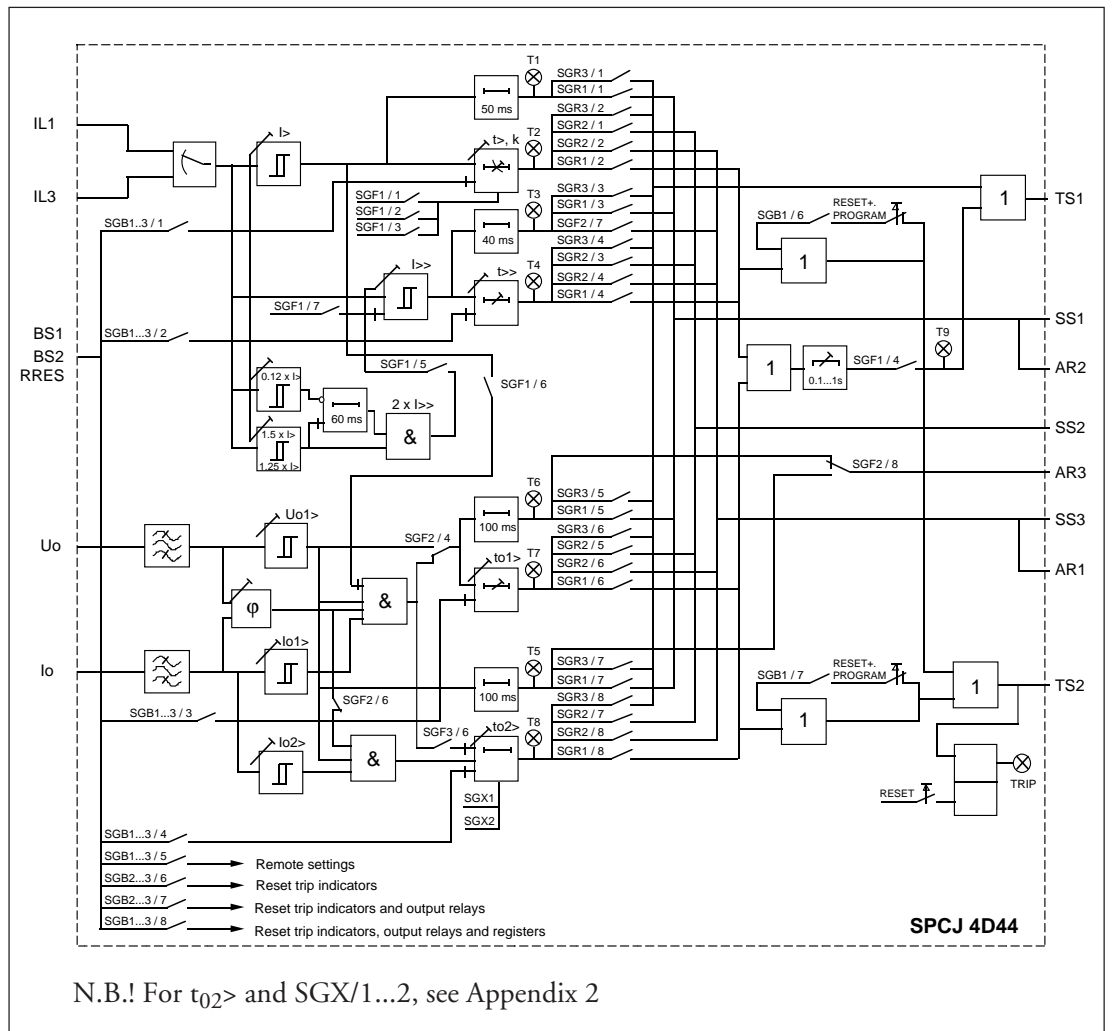 T1
SGR3 / 1
SGR1 / 1
50 ms
SGR3 / 2
IL1
I>
t>, k
T2
SGR2 / 1
SGR2 / 2
SGR1 / 2
IL3
SGF1 / 1
SGF1 / 2
SGF1 / 3
T3
SGR3 / 3
SGR1 / 3
SGF2 / 7
40 ms
1
TS1
SGB1...3 / 1
SGB1 / 6
RESET+.
PROGRAM
1
I>>
t>>
T4
SGR3 / 4
SGR2 / 3
SGR2 / 4
SGR1 / 4
SGF1 / 7
BS1
BS2
RRES
SGB1...3 / 2
SS1
T9
SGF1 / 5
SGF1 / 6
1
0.1...1s
SGF1 / 4
AR2
0.12 x I>
60 ms
2 x I>>
&
1.5 x I>
1.25 x I>
SS2
SGF2 / 8
AR3
T6
SGR3 / 5
SGR1 / 5
100 ms
SS3
Uo
Uo1>
SGF2 / 4
to1>
T7
SGR3 / 6
SGR2 / 5
SGR2 / 6
SGR1 / 6
AR1
φ
&
Io
Io1>
T5
SGR3 / 7
SGR1 / 7
100 ms
SGB1 / 7
RESET+.
PROGRAM
1
1
TS2
SGF2 / 6
SGB1...3 / 3
SGF3 / 6
to2>
T8
SGR3 / 8
SGR2 / 7
SGR2 / 8
SGR1 / 8
Io2>
&
SGX1
SGX2
RESET
TRIP
SGB1...3 / 4
SGB1...3 / 5
Remote settings
SGB2...3 / 6
Reset trip indicators
SGB2...3 / 7
Reset trip indicators and output relays
SGB1...3 / 8
Reset trip indicators, output relays and registers
SPCJ 4D44
N.B.! For t02> and SGX/1...2, see Appendix 2